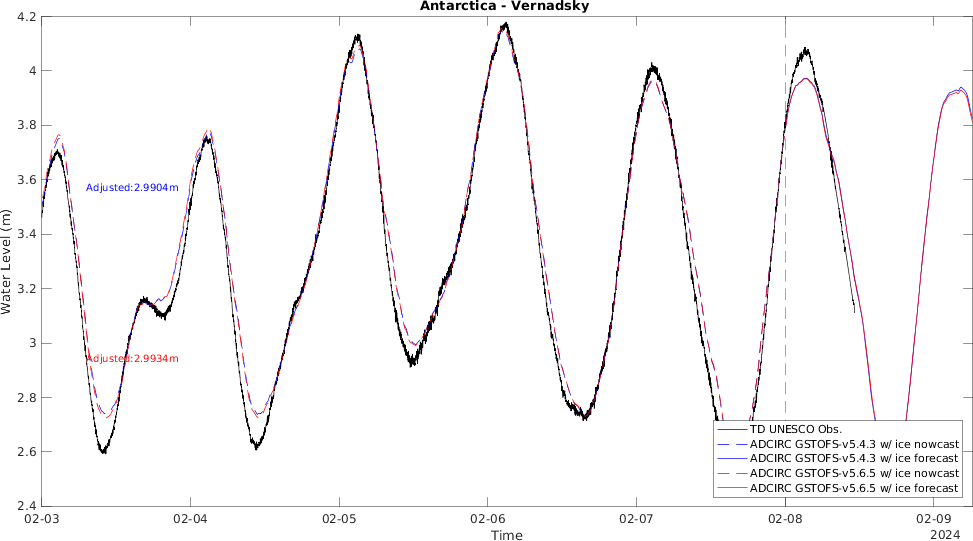 Antarctica - Vernadsky
4.2
4
3.8
3.6
3.4
3.2
3
2.8
2.6
2.4
Water Level (m)
Adjusted:2.9904m
Adjusted:2.9934m
TD UNESCO Obs.
ADCIRC GSTOFS-v5.4.3 w/ ice nowcast
ADCIRC GSTOFS-v5.4.3 w/ ice forecast
ADCIRC GSTOFS-v5.6.5 w/ ice nowcast
ADCIRC GSTOFS-v5.6.5 w/ ice forecast
02-03 02-04 02-05 02-06 02-07 02-08 02-09
Time
2024